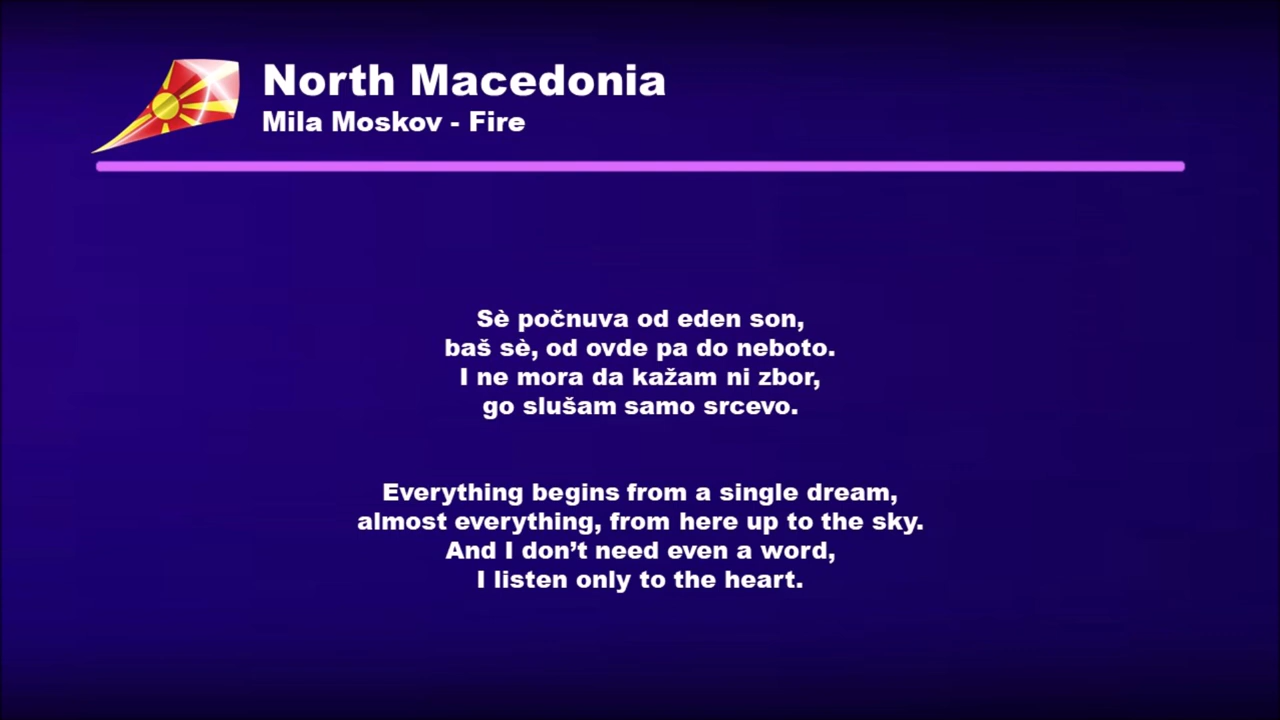 North Macedonia
Mila Moskov - Fire
Sè počnuva od eden son,
baš sè, od ovde pa do neboto.
I ne mora da kažam ni zbor,
go slušam samo srcevo.
Everything begins from a single dream,
almost everything, from here up to the sky.
And I don’t need even a word,
I listen only to the heart.